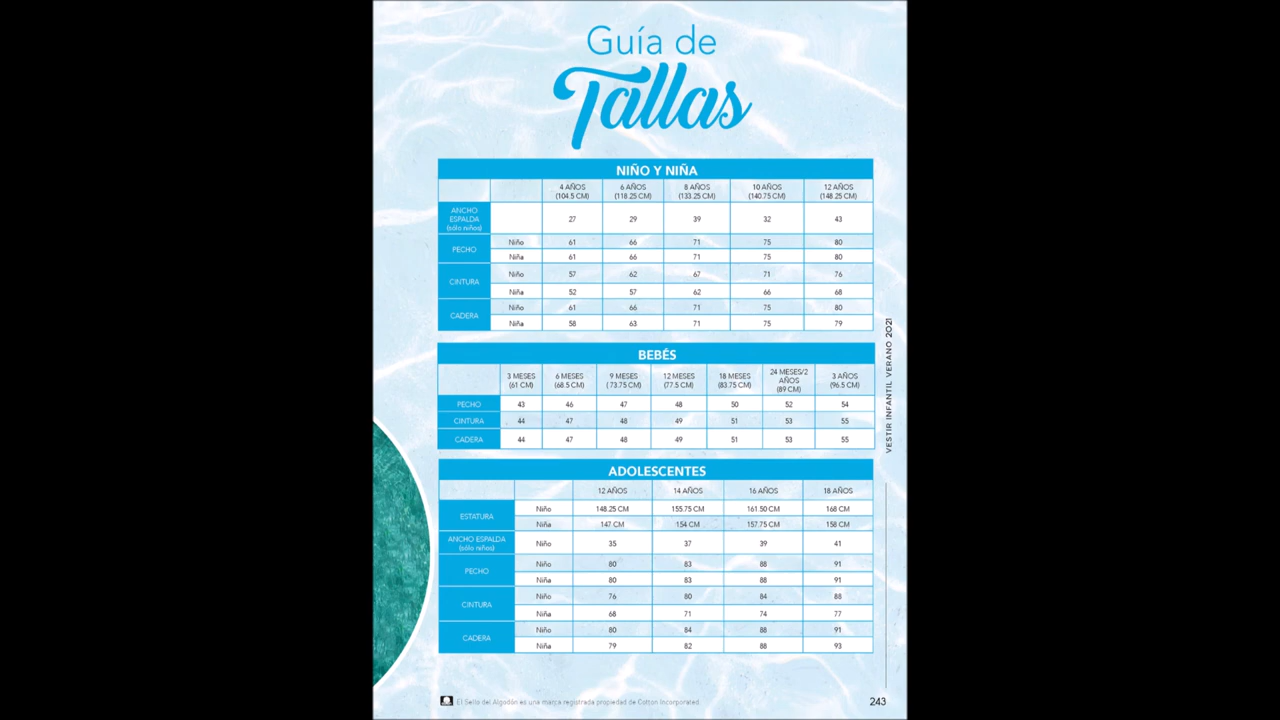 Guía de
Tallas
NIÑO Y NIÑA
4 AÑOS (104.5 CM) 6 AÑOS (118.25 CM) 8 AÑOS (133.25 CM) 10 AÑOS (140.75 CM) 12 AÑOS (148.25 CM)
ANCHO ESPALDA (sólo niños) 27 29 39 32 43
PECHO Niño 61 66 71 75 80
Niña 61 66 71 75 80
CINTURA Niño 57 62 67 71 76
Niña 52 57 62 66 68
CADERA Niño 61 66 71 75 80
Niña 58 63 71 75 79
BEBÉS
3 MESES (61 CM) 6 MESES (68.5 CM) 9 MESES ( 73.75 CM) 12 MESES (77.5 CM) 18 MESES (83.75 CM) 24 MESES/2 AÑOS (89 CM) 3 AÑOS (96.5 CM)
PECHO 43 46 47 48 50 52 54
CINTURA 44 47 48 49 51 53 55
CADERA 44 47 48 49 51 53 55
ADOLESCENTES
12 AÑOS 14 AÑOS 16 AÑOS 18 AÑOS
ESTATURA Niño 148.25 CM 155.75 CM 161.50 CM 168 CM
Niña 147 CM 154 CM 157.75 CM 158 CM
ANCHO ESPALDA (sólo niños) Niño 35 37 39 41
PECHO Niño 80 83 88 91
Niña 80 83 88 91
CINTURA Niño 76 80 84 88
Niña 68 71 74 77
CADERA Niño 80 84 88 91
Niña 79 82 88 93
VESTIR INFANTIL VERANO 2021
El Sello del Algodón es una marca registrada propiedad de Cotton Incorporated.
243